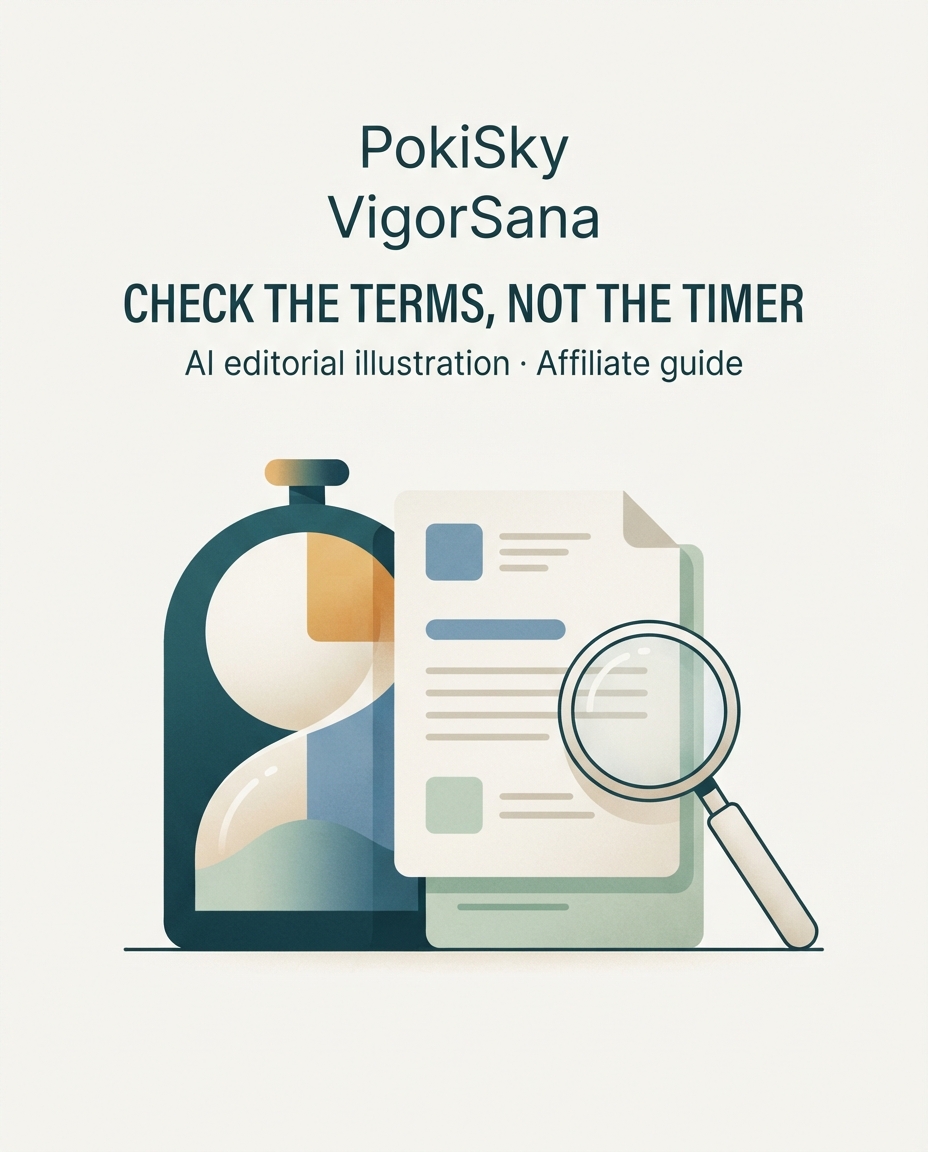 PokiSky
VigorSana
CHECK THE TERMS, NOT THE TIMER
AI editorial illustration · Affiliate guide